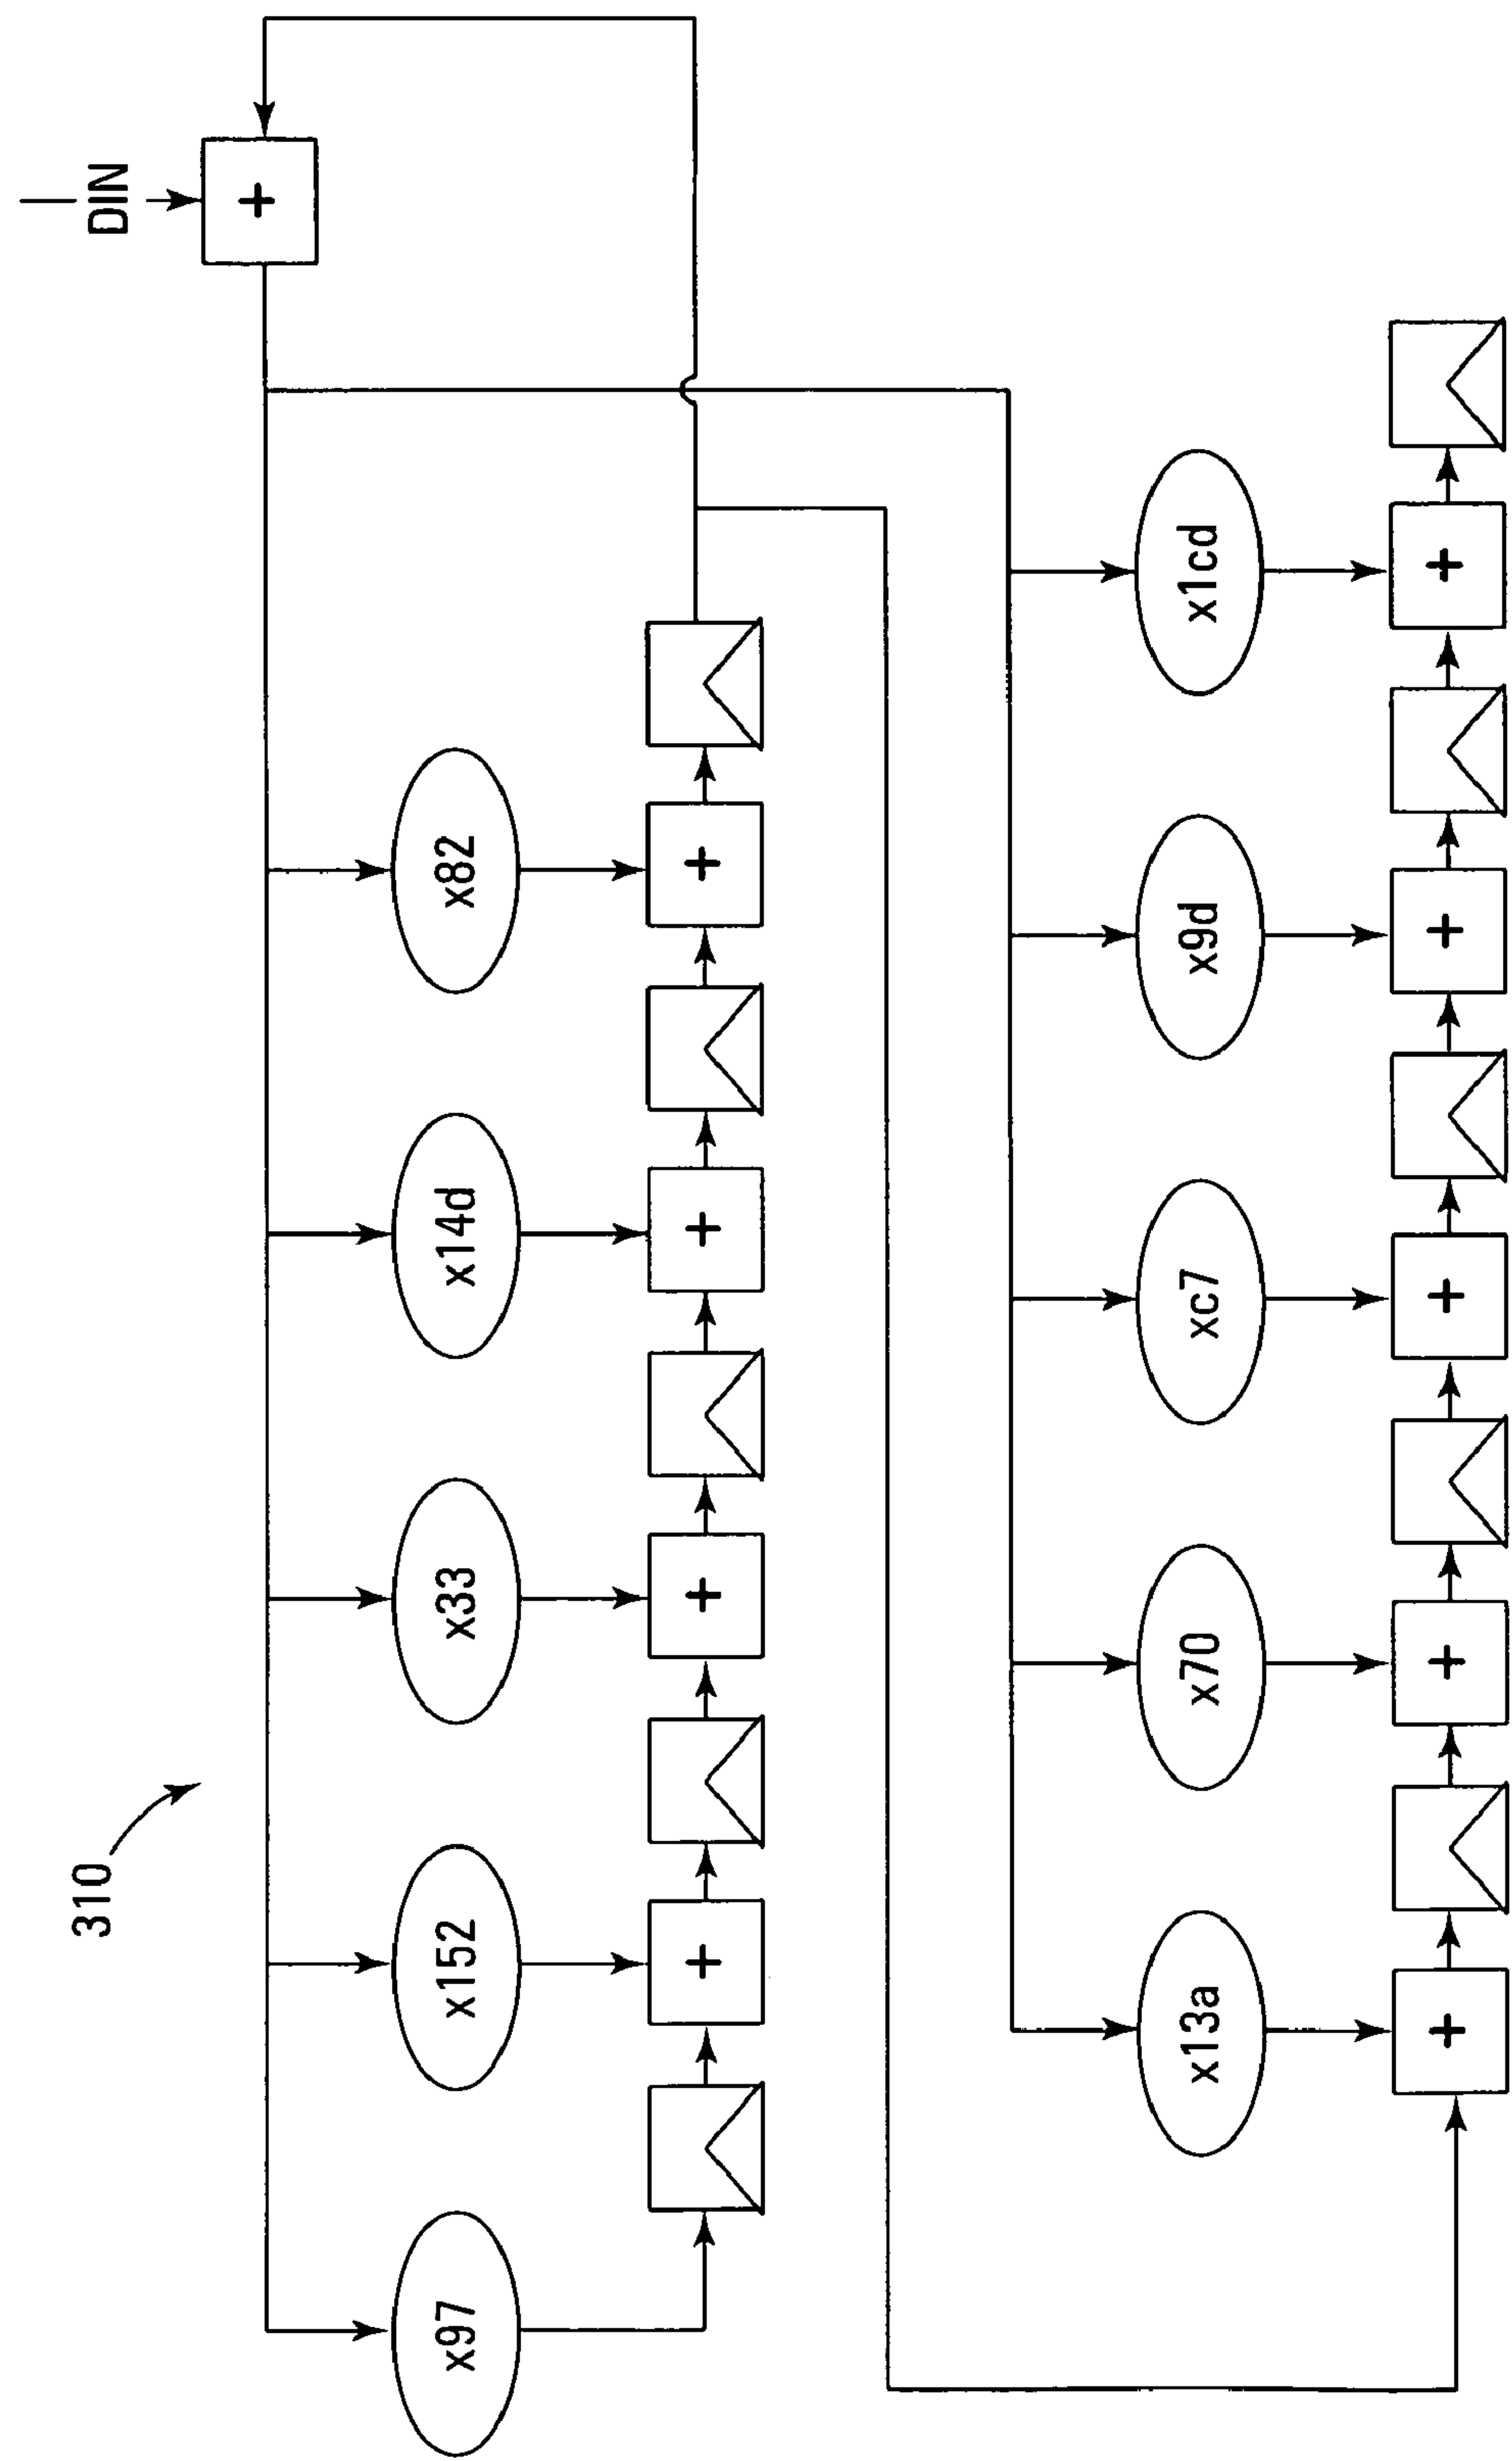 310
DIN
+
x97
x152
x33
x14d
x82
+
+
+
+
x13a
x70
xc7
x9d
x1cd
+
+
+
+
+